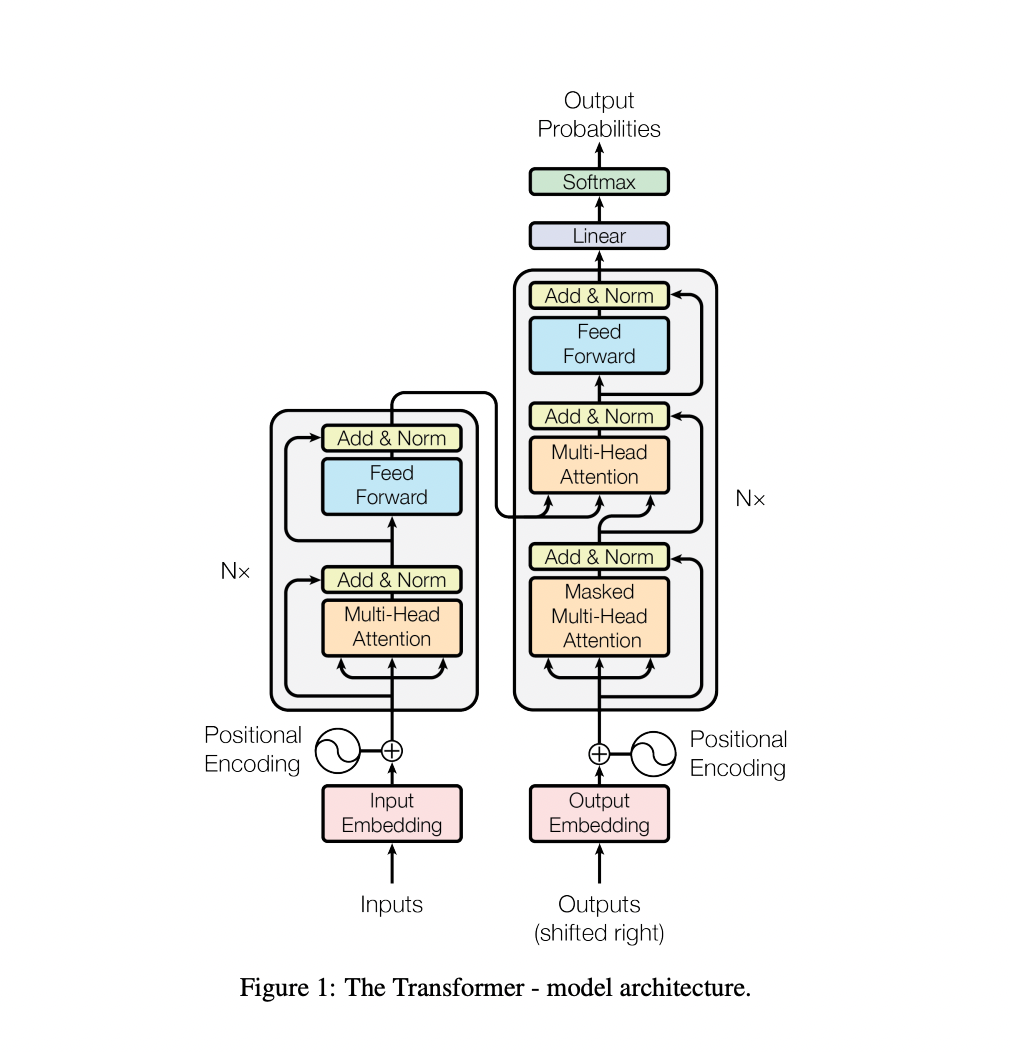 Output
Probabilities
Softmax
Linear
Add & Norm
Feed
Forward
Add & Norm
Multi-Head
Attention
Add & Norm
Masked
Multi-Head
Attention
Nx
Add & Norm
Feed
Forward
Add & Norm
Multi-Head
Attention
N×
Positional
Encoding
Positional
Encoding
Input
Embedding
Output
Embedding
Inputs
Outputs
(shifted right)
Figure 1: The Transformer - model architecture.